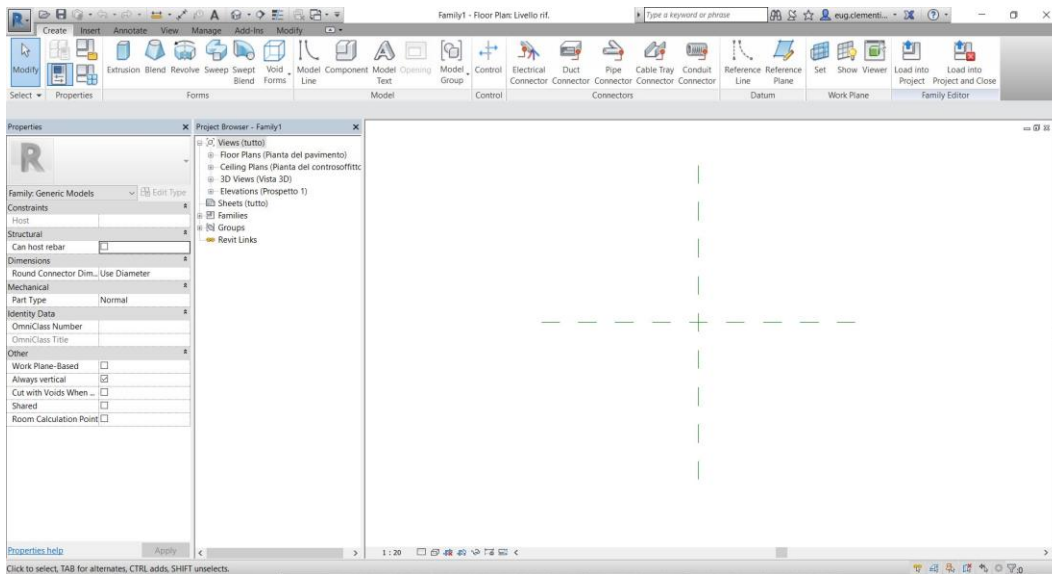 Family1 - Floor Plan: Livello rif.
Type a keyword or phrase
eug.clementi...
Create Insert Annotate View Manage Add-Ins Modify
Modify Extrusion Blend Revolve Sweep Swept Blend Void Forms Model Line Component Model Text Opening Model Group Control Electrical Connector Duct Connector Pipe Connector Cable Tray Connector Conduit Connector Reference Line Reference Plane Set Show Viewer Load into Project Load into Project and Close
Select Properties Forms Model Control Connectors Datum Work Plane Family Editor
Properties
Family: Generic Models
Edit Type
Constraints
Host
Structural
Can host rebar
Dimensions
Round Connector Dim... Use Diameter
Mechanical
Part Type Normal
Identity Data
OmniClass Number
OmniClass Title
Other
Work Plane-Based
Always vertical
Cut with Voids When ...
Shared
Room Calculation Point
Properties help
Apply
Project Browser - Family1
Views (tutto)
Floor Plans (Pianta del pavimento)
Ceiling Plans (Pianta del controsoffitto
3D Views (Vista 3D)
Elevations (Prospetto 1)
Sheets (tutto)
Families
Groups
Revit Links
1 : 20
Click to select, TAB for alternates, CTRL adds, SHIFT unselects.
:0